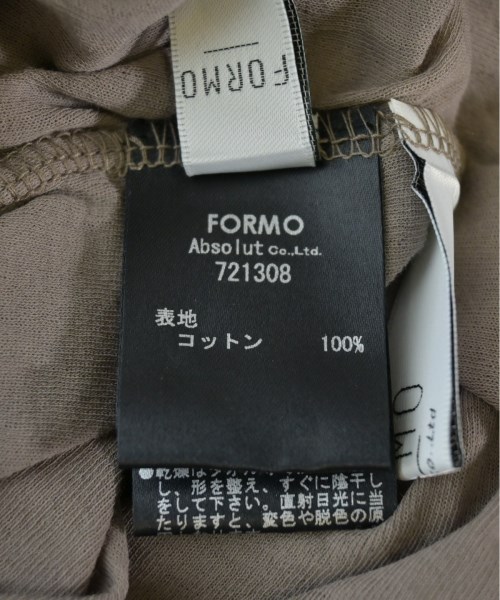 FORMO
FORMO
Absolut Co.,Ltd.
721308
表地
コットン 100%
し、形を整え、すぐに陰干し
をして下さい。直射日光に当
たりますと、変色や脱色の原